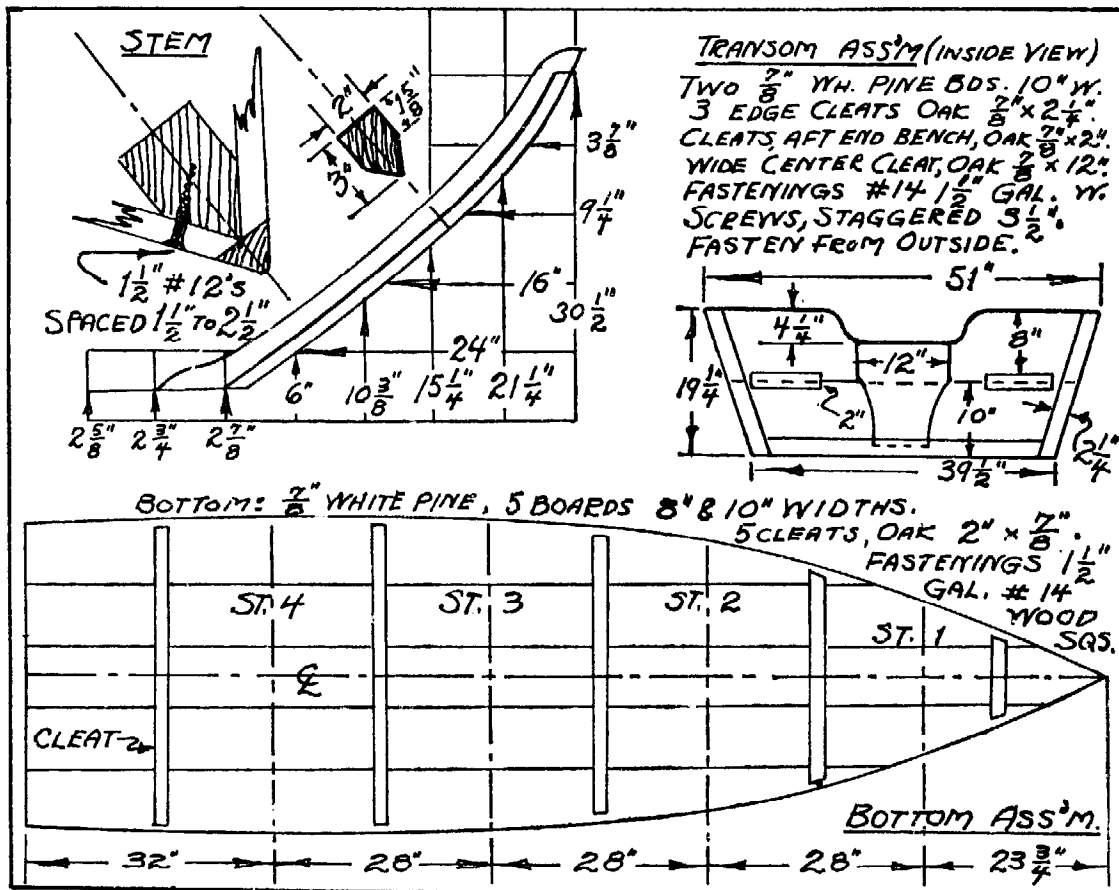 STEM
2"
1 5/8"
3"
3 7/8"
9 1/4"
16"
30 1/2"
1 1/2" #12's
SPACED 1 1/2" TO 2 1/2"
24"
6"
10 3/8"
15 1/4"
21 1/4"
2 5/8"
2 3/4"
2 7/8"
TRANSOM ASS'M (INSIDE VIEW)
TWO 7/8" WH. PINE BDS. 10" W.
3 EDGE CLEATS OAK 7/8" x 2 1/4".
CLEATS, AFT END BENCH, OAK 7/8" x 2".
WIDE CENTER CLEAT, OAK 7/8" x 12".
FASTENINGS #14 1 1/2" GAL. W.
SCREWS, STAGGERED 3 1/2".
FASTEN FROM OUTSIDE.
51"
4 1/4"
8"
12"
19 1/4"
2"
10"
2 1/4"
39 1/2"
BOTTOM: 7/8" WHITE PINE, 5 BOARDS 8" & 10" WIDTHS.
5 CLEATS, OAK 2" x 7/8".
FASTENINGS 1 1/2"
GAL. #14
WOOD
SQS.
ST. 4
ST. 3
ST. 2
ST. 1
CL
CLEAT
BOTTOM ASS'M.
32"
28"
28"
28"
23 3/4"